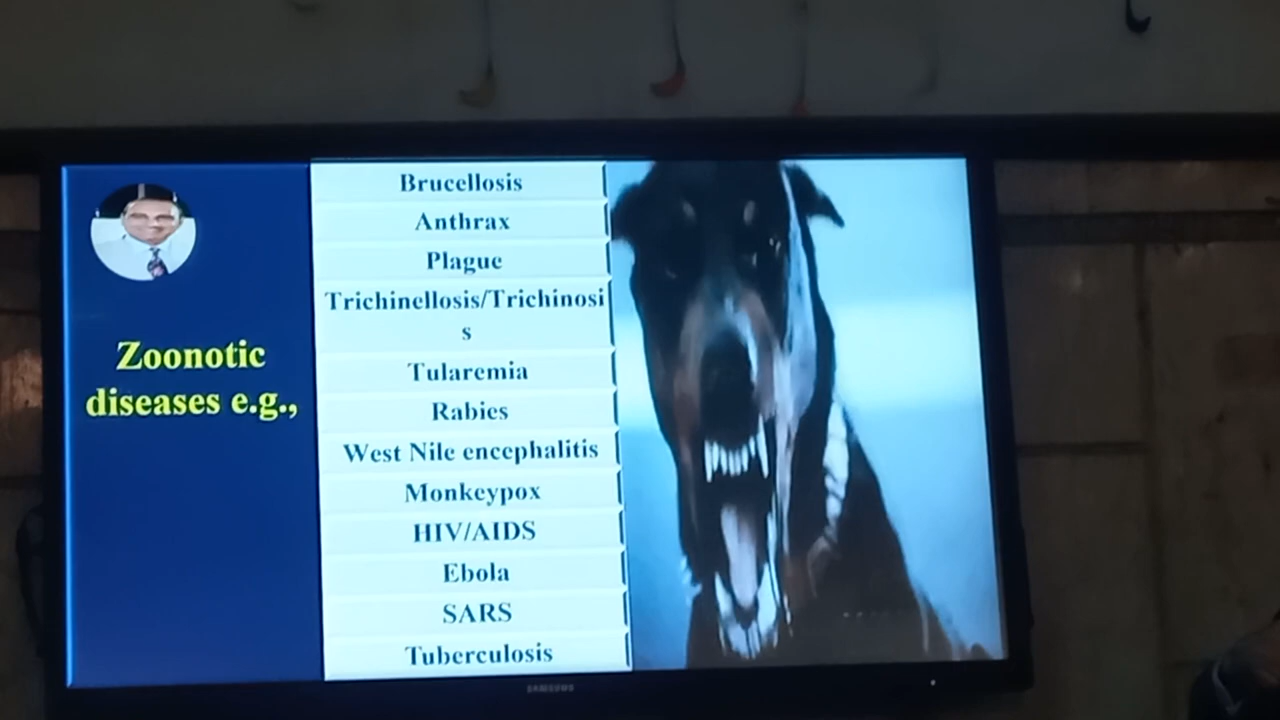 Zoonotic
diseases e.g.,
Brucellosis
Anthrax
Plague
Trichinellosis/Trichinosi
s
Tularemia
Rabies
West Nile encephalitis
Monkeypox
HIV/AIDS
Ebola
SARS
Tuberculosis
SAMSUNG